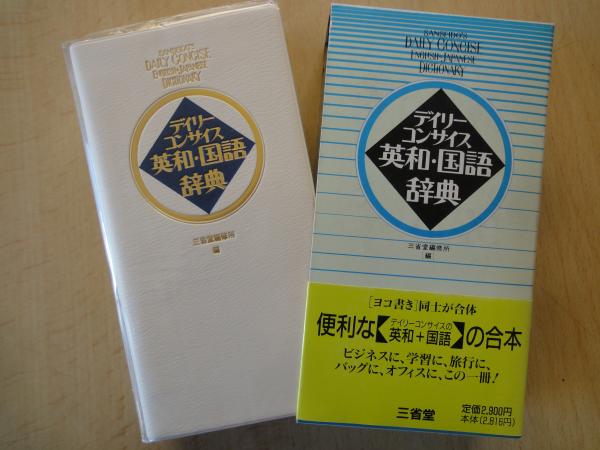 SANSEIDO'S
DAILY CONCISE
ENGLISH-JAPANESE
DICTIONARY
デイリー
コンサイス
英和・国語
辞典
三省堂編修所
編
SANSEIDO'S
DAILY CONCISE
ENGLISH-JAPANESE
DICTIONARY
デイリー
コンサイス
英和・国語
辞典
三省堂編修所
編
[ヨコ書き]同士が合体
便利な【デイリーコンサイスの英和+国語】の合本
ビジネスに、学習に、旅行に、
バッグに、オフィスに、この一冊!
三省堂
定価2,900円
本体(2,816円)